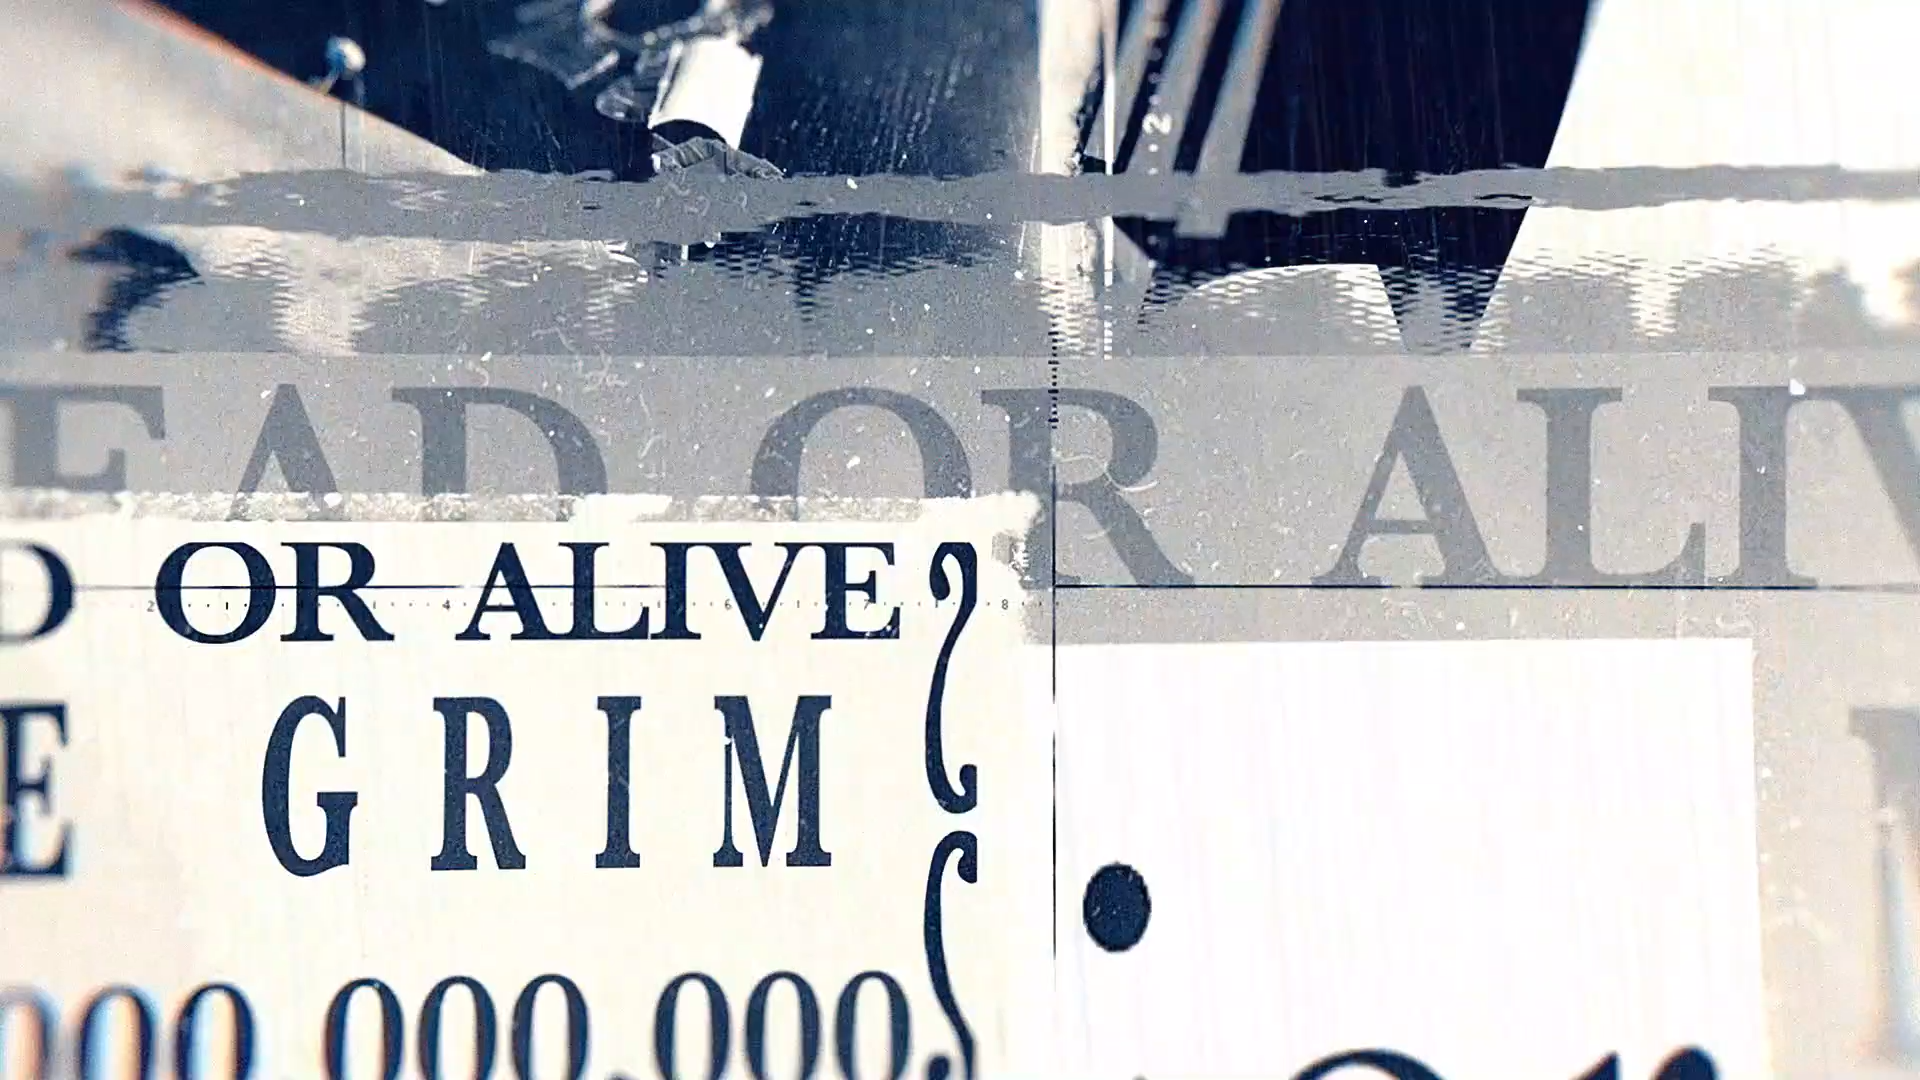 EAD OR ALIV
D OR ALIVE
E GRIM
000.000.000.